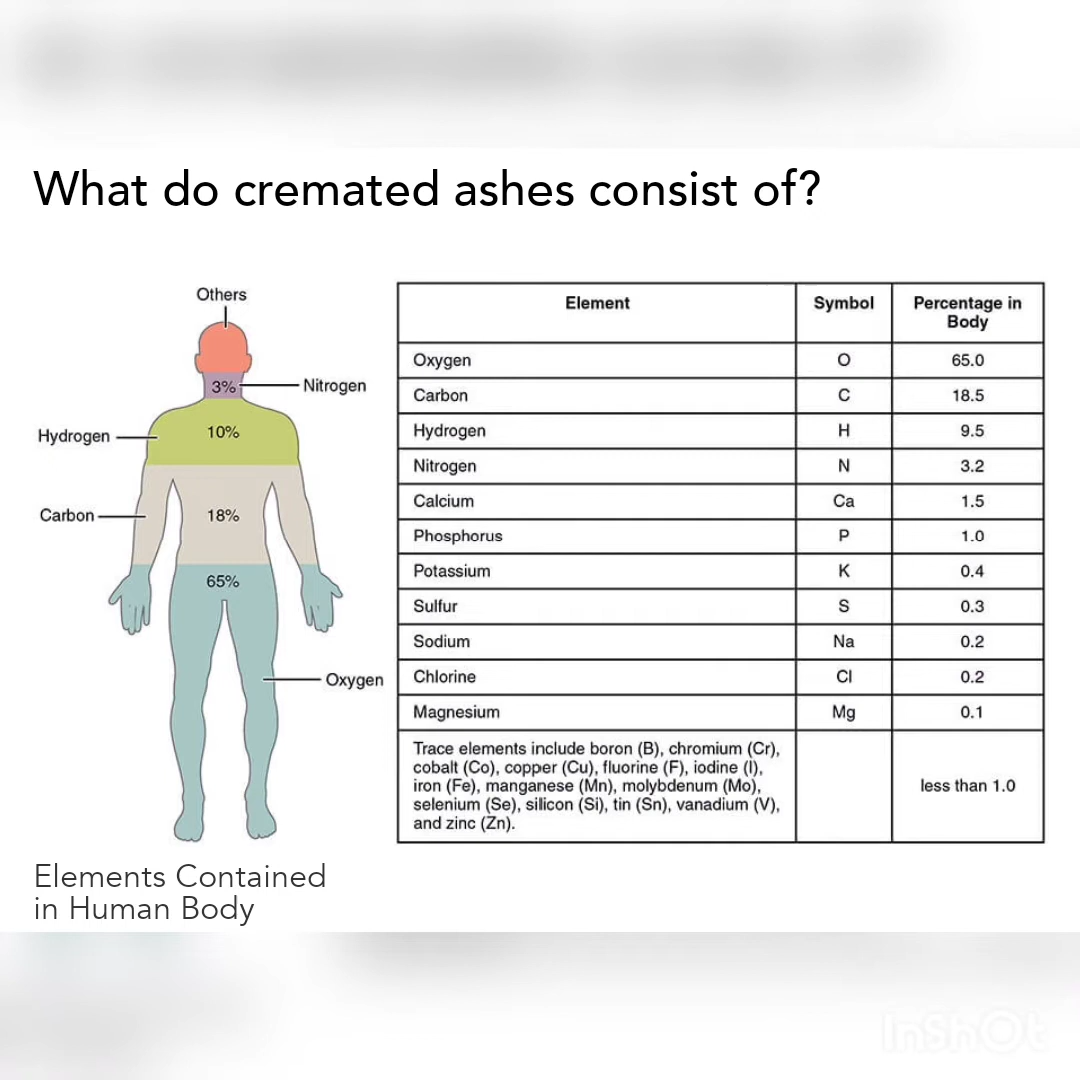 What do cremated ashes consist of?
Others
3%
Nitrogen
Hydrogen
10%
Carbon
18%
65%
Oxygen
Element Symbol Percentage in
Body
Oxygen O 65.0
Carbon C 18.5
Hydrogen H 9.5
Nitrogen N 3.2
Calcium Ca 1.5
Phosphorus P 1.0
Potassium K 0.4
Sulfur S 0.3
Sodium Na 0.2
Chlorine Cl 0.2
Magnesium Mg 0.1
Trace elements include boron (B), chromium (Cr),
cobalt (Co), copper (Cu), fluorine (F), iodine (I),
iron (Fe), manganese (Mn), molybdenum (Mo),
selenium (Se), silicon (Si), tin (Sn), vanadium (V),
and zinc (Zn).
less than 1.0
Elements Contained
in Human Body
InShOt